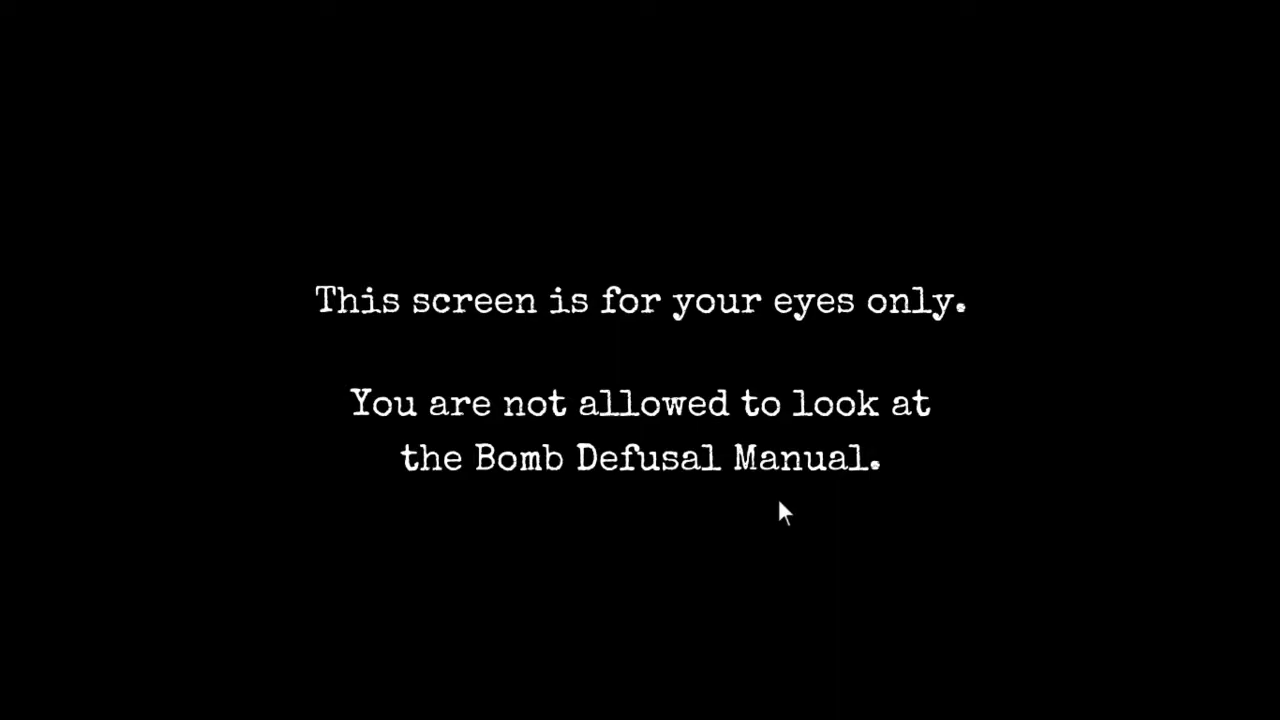 This screen is for your eyes only.
You are not allowed to look at
the Bomb Defusal Manual.